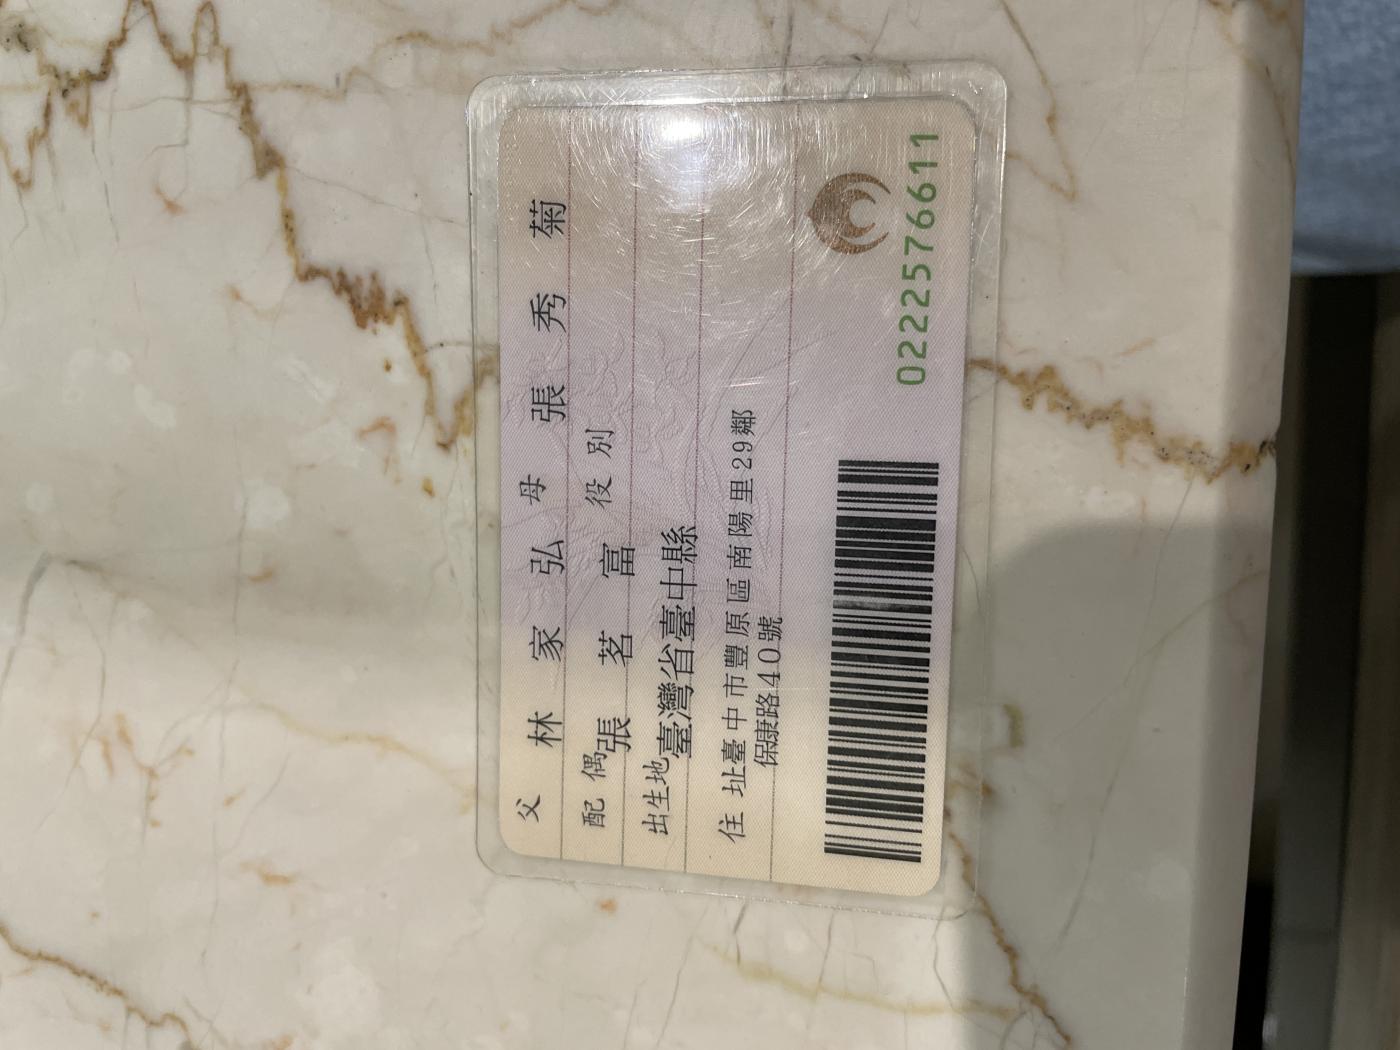 父 林家弘 母 張秀菊
配偶 張茗富 役別
出生地 臺灣省臺中縣
住址 臺中市豐原區南陽里29鄰
保康路40號
0222576611